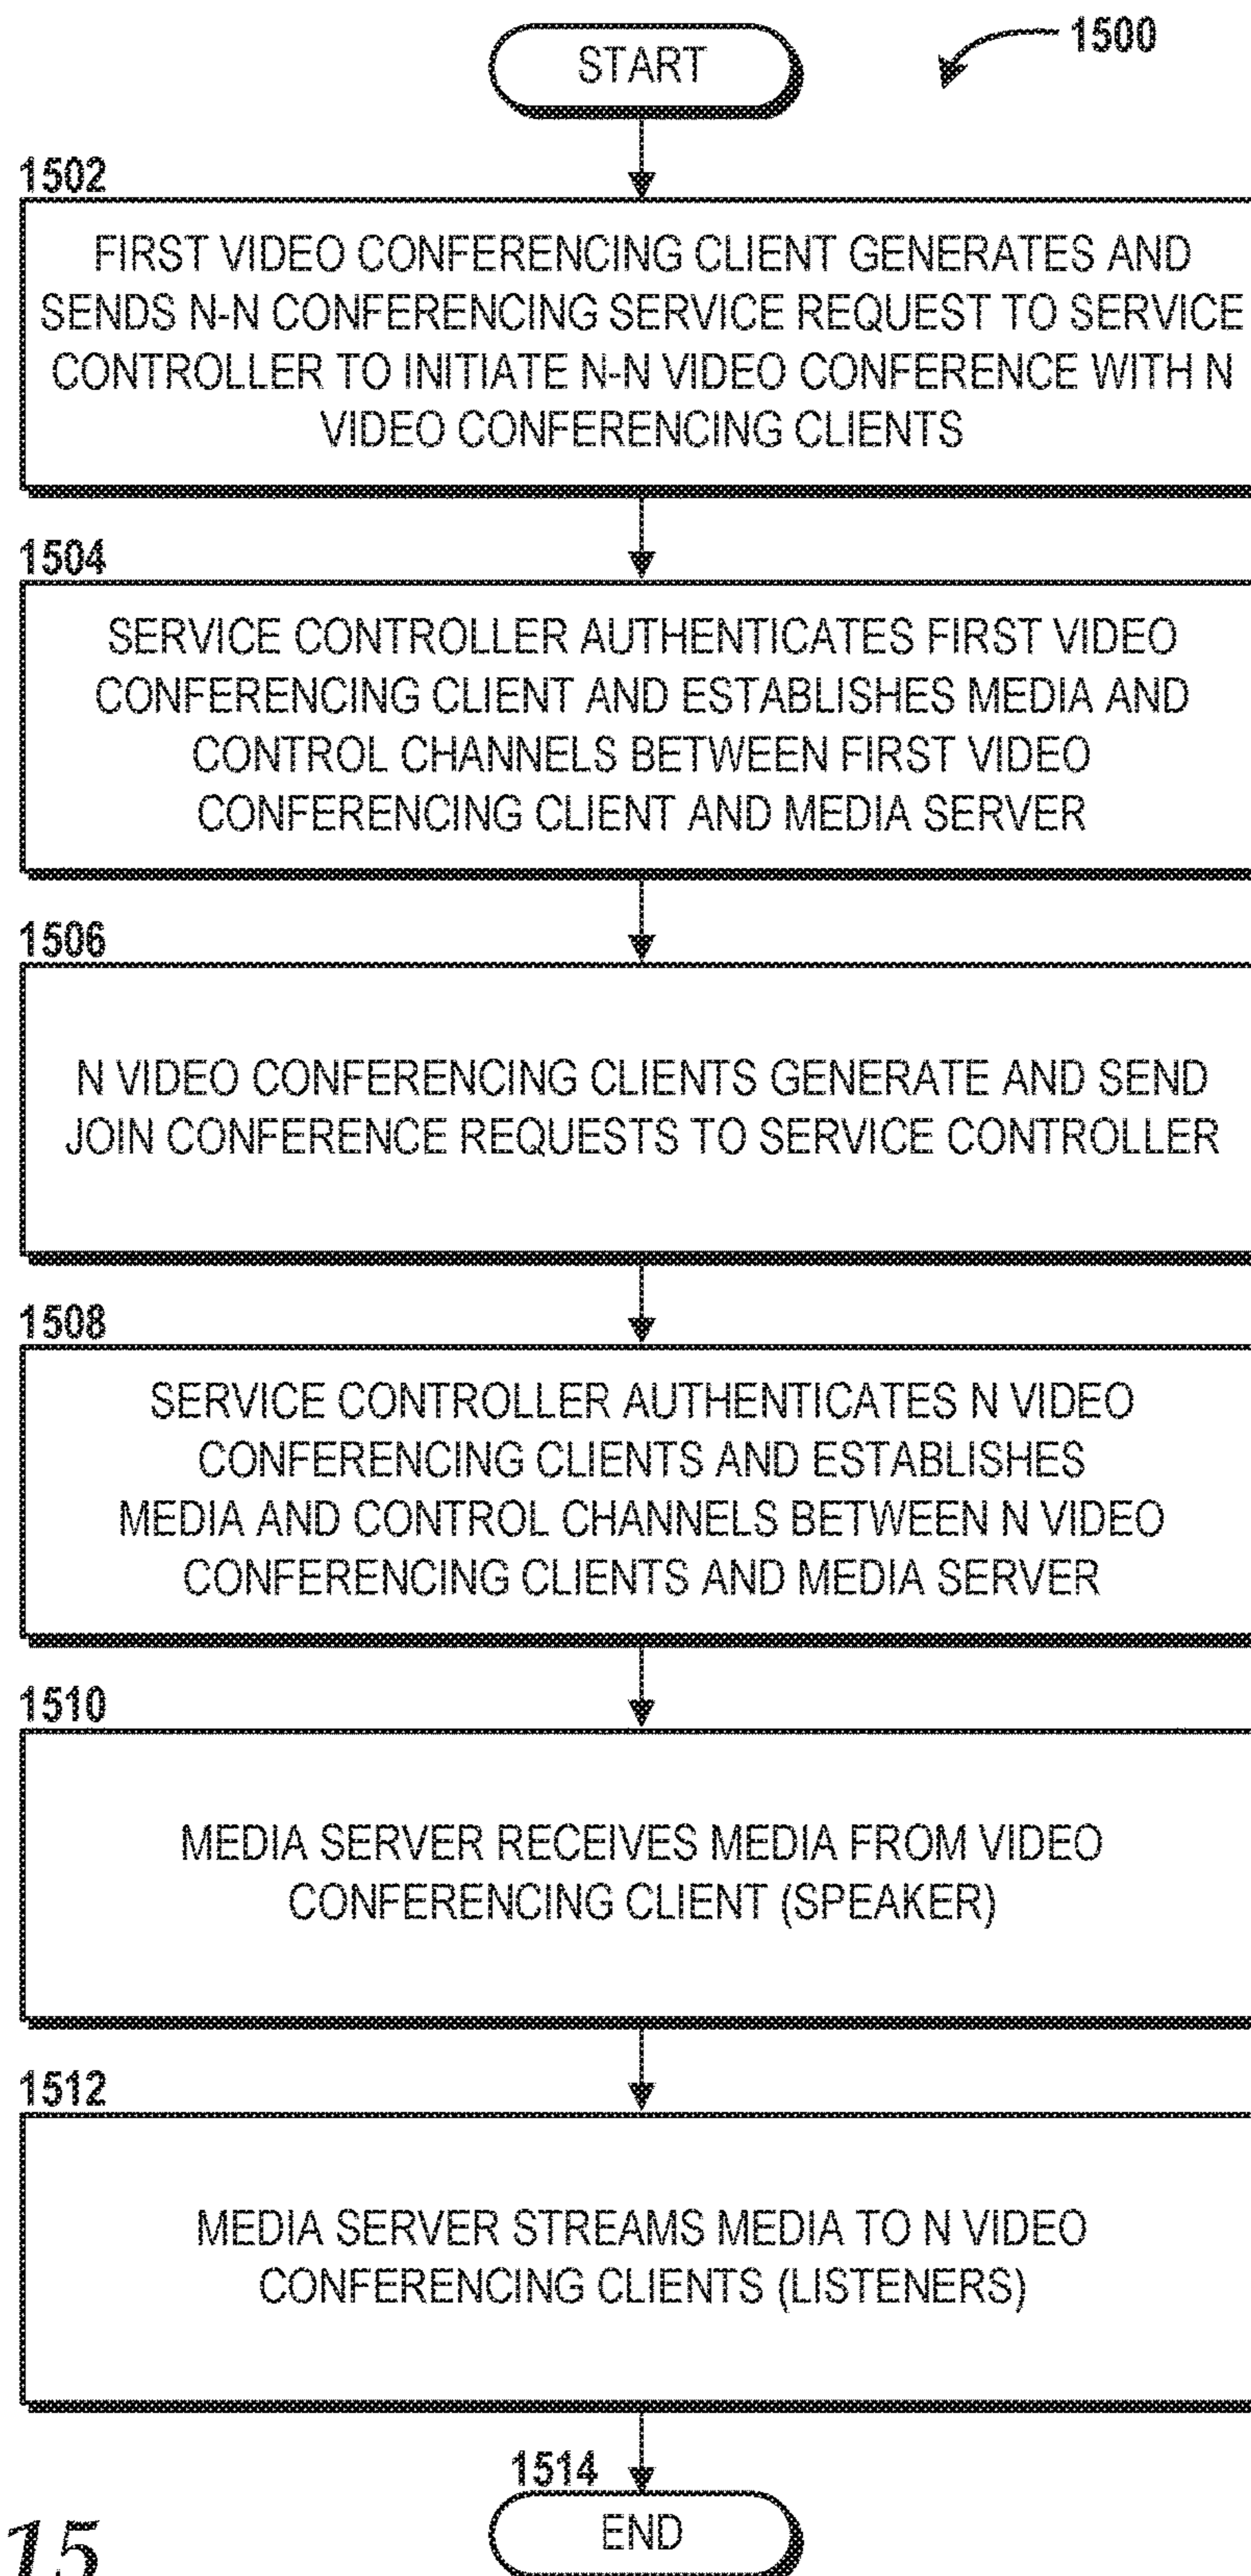 START
1500
1502
FIRST VIDEO CONFERENCING CLIENT GENERATES AND
SENDS N-N CONFERENCING SERVICE REQUEST TO SERVICE
CONTROLLER TO INITIATE N-N VIDEO CONFERENCE WITH N
VIDEO CONFERENCING CLIENTS
1504
SERVICE CONTROLLER AUTHENTICATES FIRST VIDEO
CONFERENCING CLIENT AND ESTABLISHES MEDIA AND
CONTROL CHANNELS BETWEEN FIRST VIDEO
CONFERENCING CLIENT AND MEDIA SERVER
1506
N VIDEO CONFERENCING CLIENTS GENERATE AND SEND
JOIN CONFERENCE REQUESTS TO SERVICE CONTROLLER
1508
SERVICE CONTROLLER AUTHENTICATES N VIDEO
CONFERENCING CLIENTS AND ESTABLISHES
MEDIA AND CONTROL CHANNELS BETWEEN N VIDEO
CONFERENCING CLIENTS AND MEDIA SERVER
1510
MEDIA SERVER RECEIVES MEDIA FROM VIDEO
CONFERENCING CLIENT (SPEAKER)
1512
MEDIA SERVER STREAMS MEDIA TO N VIDEO
CONFERENCING CLIENTS (LISTENERS)
1514
END
15